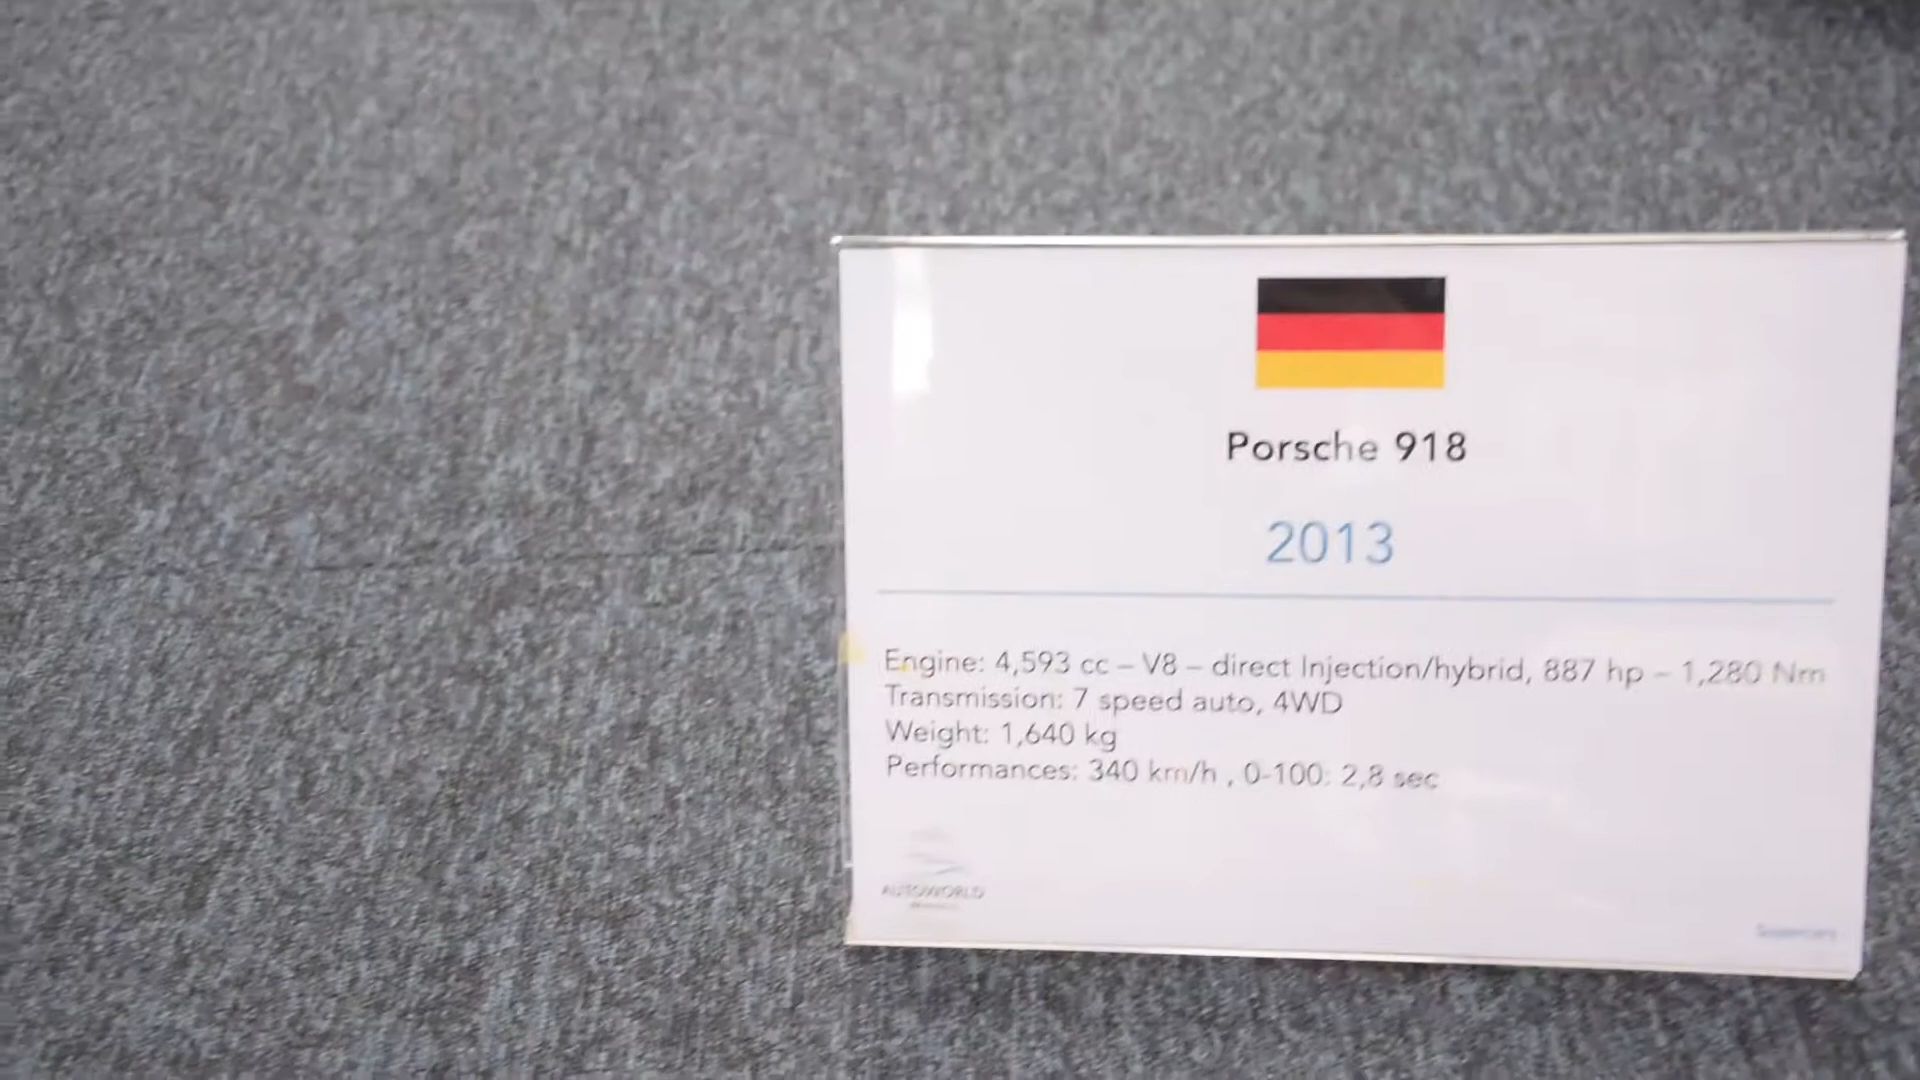 Porsche 918
2013
Engine: 4,593 cc – V8 – direct Injection/hybrid, 887 hp – 1,280 Nm
Transmission: 7 speed auto, 4WD
Weight: 1,640 kg
Performances: 340 km/h , 0-100: 2,8 sec
AUTOWORLD
Supercars